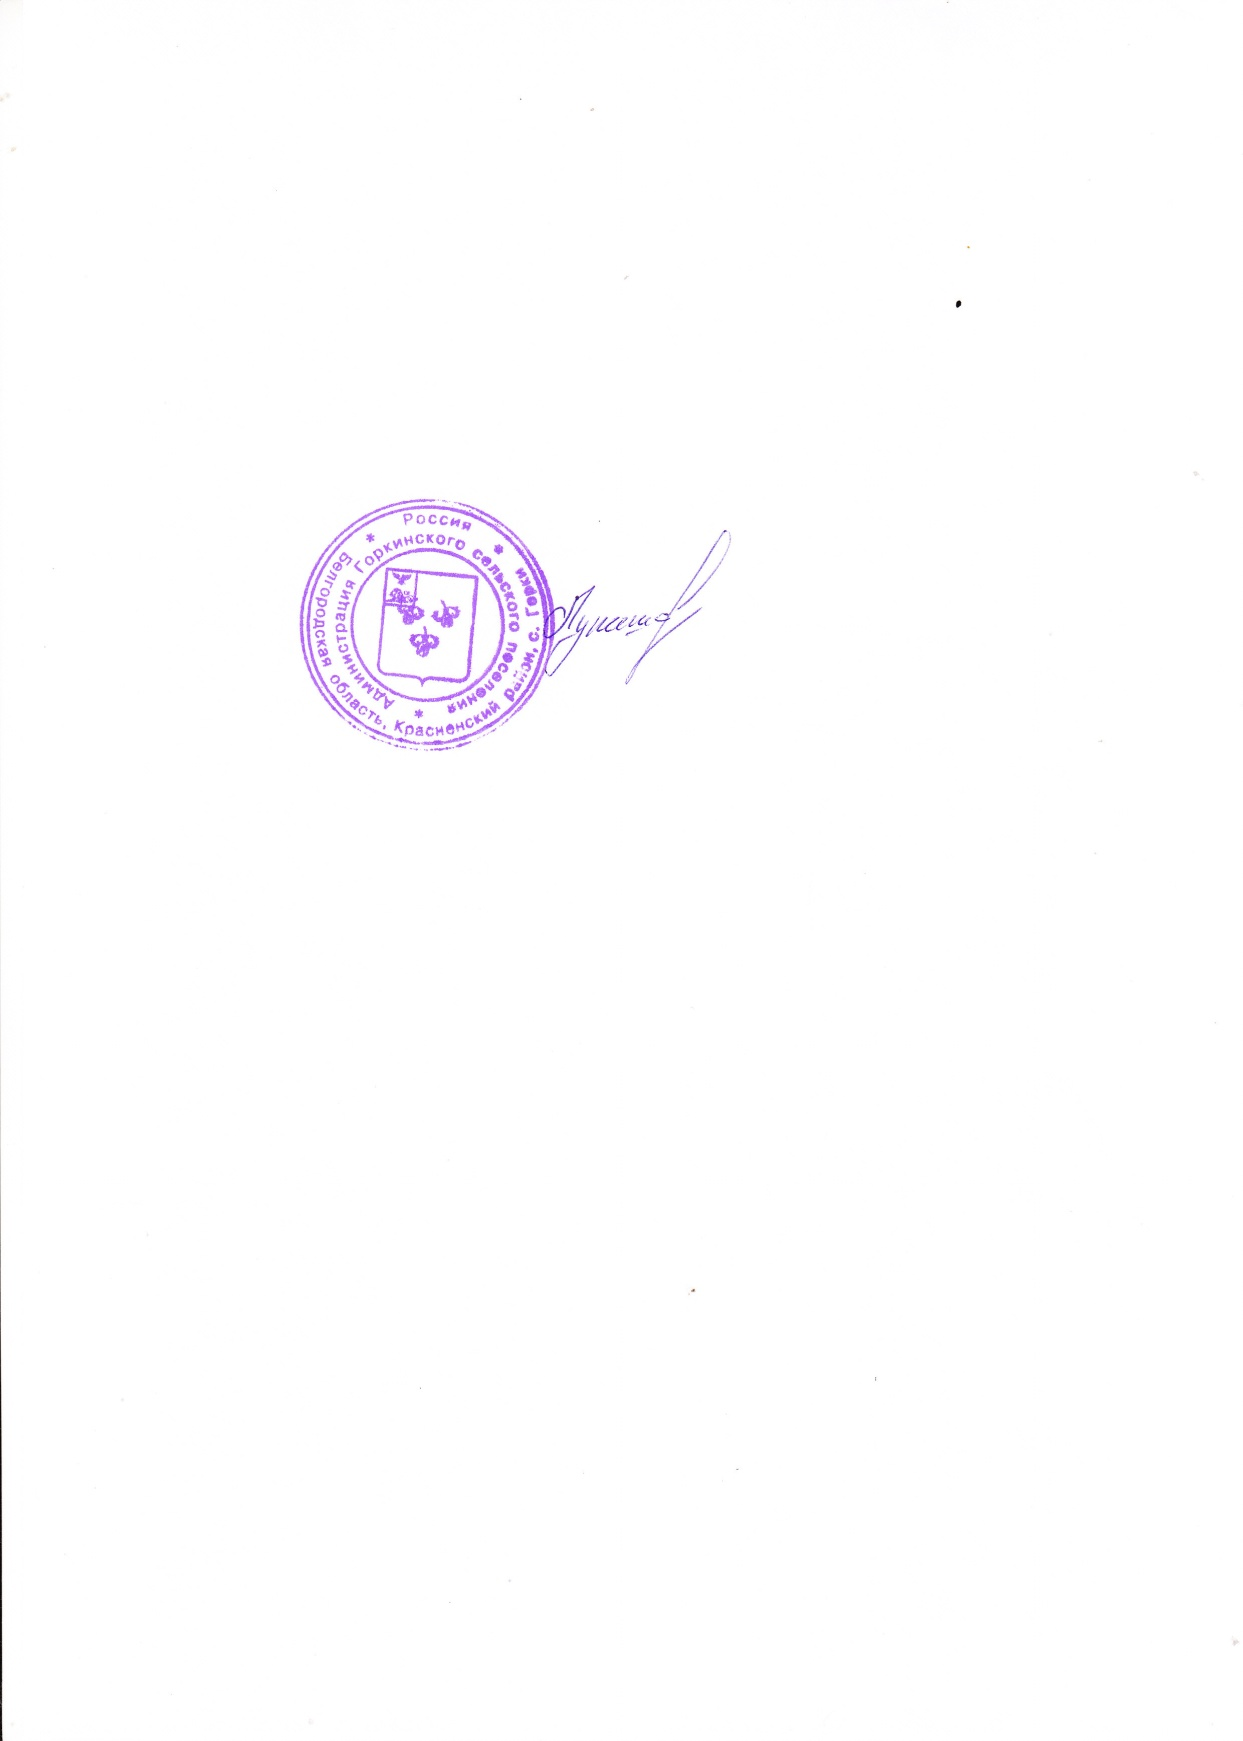 Россия * Белгородская область, Красненский район, с. Горки *
Администрация Горкинского сельского поселения *